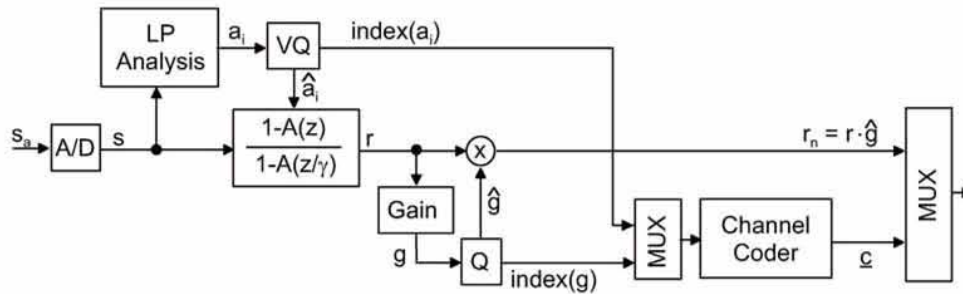 LP
Analysis
a_i
VQ
index(a_i)
â_i
s_a
A/D
s
1-A(z)
1-A(z/γ)
r
x
r_n = r·ĝ
MUX
Gain
ĝ
g
Q
index(g)
MUX
Channel
Coder
c